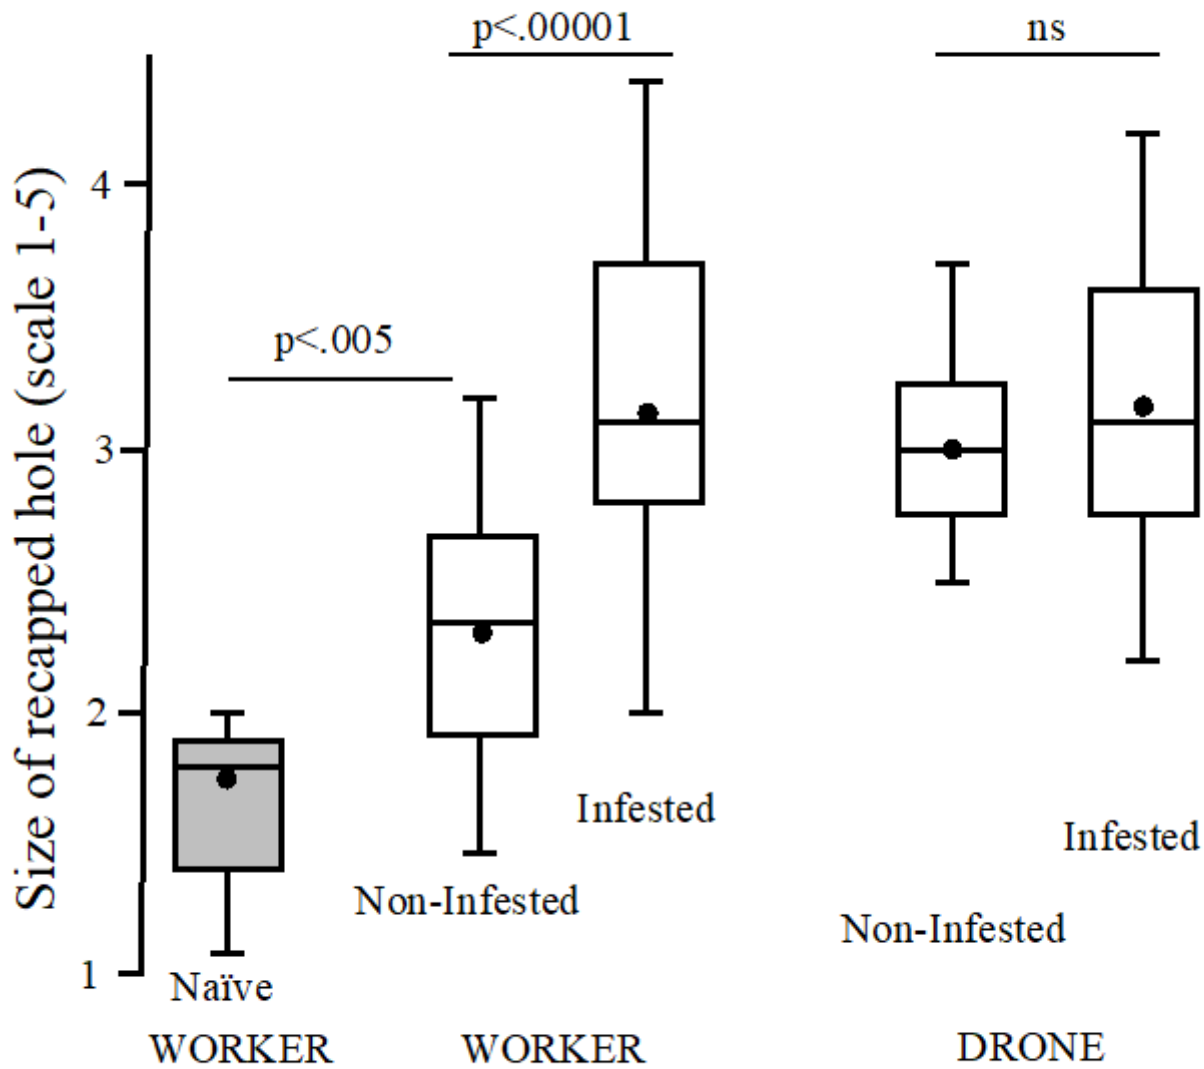 p<.00001
ns
Size of recapped hole (scale 1-5)
4
p<.005
3
2
Infested
Infested
Non-Infested
Non-Infested
1
Naïve
WORKER
WORKER
DRONE